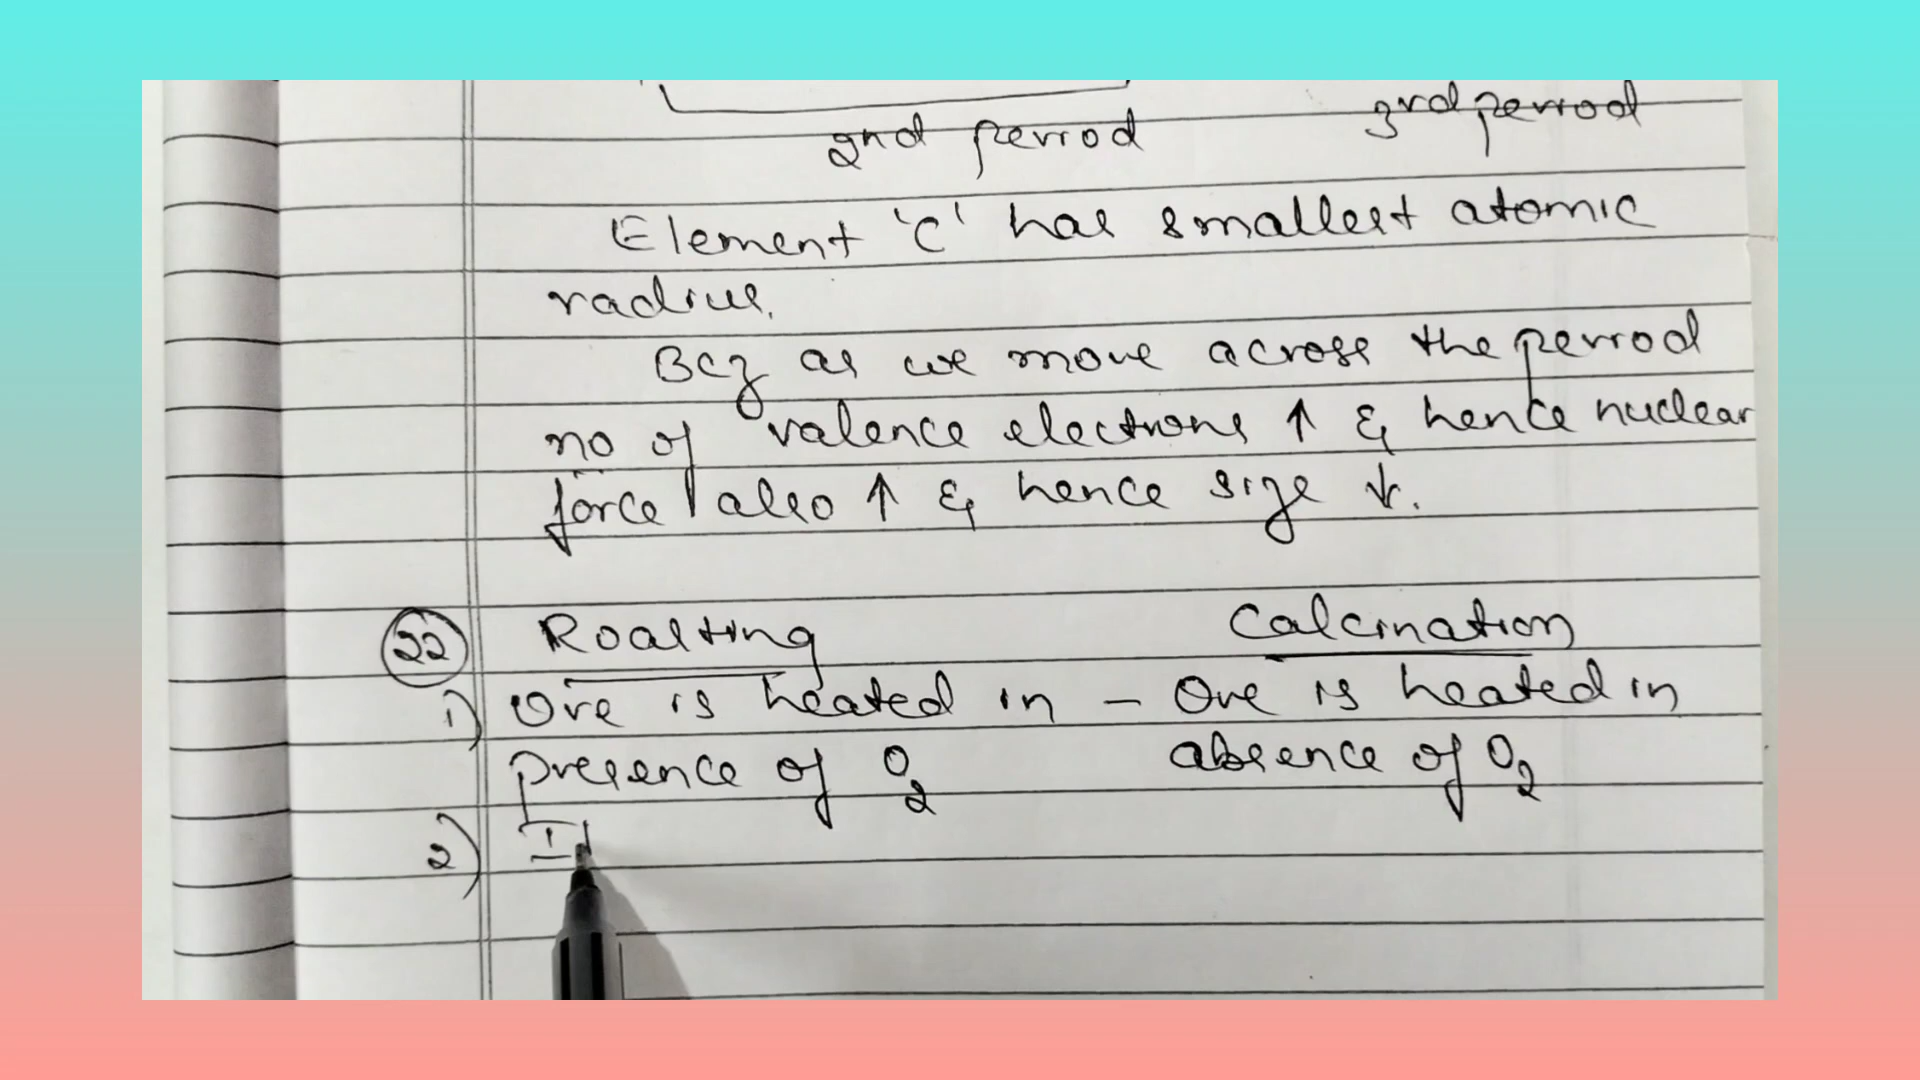 2nd period 3rd period
Element 'C' has smallest atomic
radius.
Bcz as we move across the period
no of valence electrons ↑ & hence nuclear
force also ↑ & hence size ↓.
22 Roasting Calcination
1) Ore is heated in – Ore is heated in
presence of O2 absence of O2
2) I